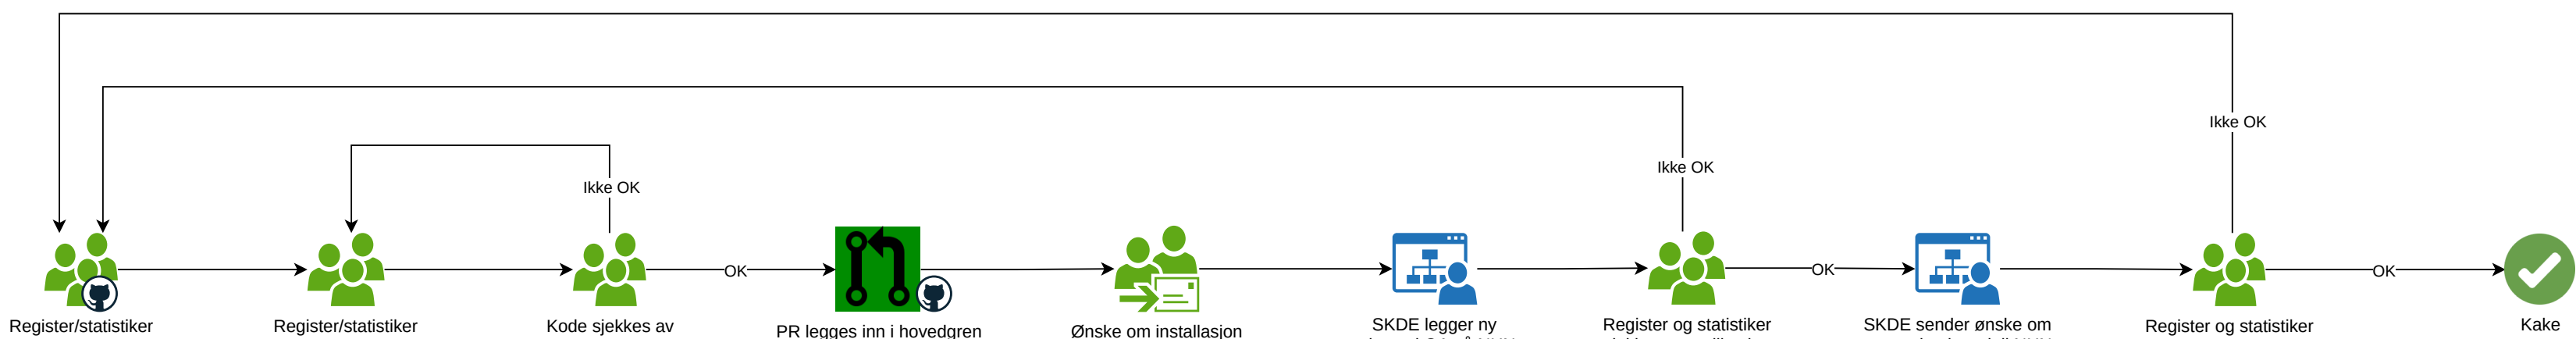 Ikke OK
Ikke OK
Ikke OK
OK
OK
OK
Register/statistiker
Register/statistiker
Kode sjekkes av
PR legges inn i hovedgren
Ønske om installasjon
SKDE legger ny
Register og statistiker
SKDE sender ønske om
Register og statistiker
Kake